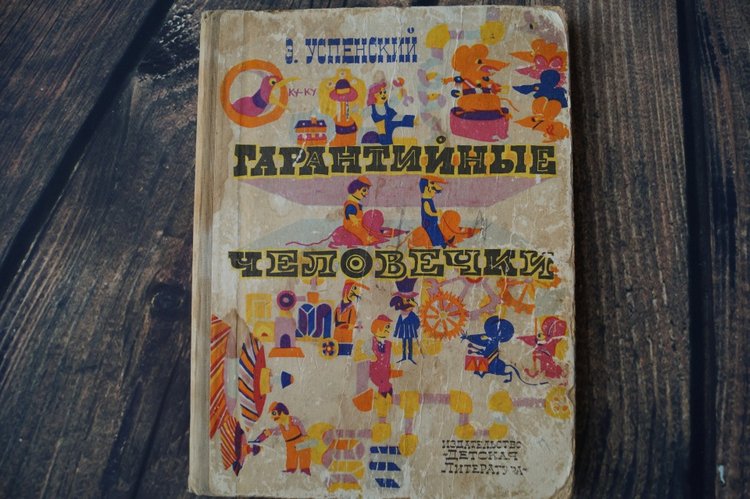 Э. УСПЕНСКИЙ
КУ-КУ
ГАРАНТИЙНЫЕ
ЧЕЛОВЕЧКИ
ИЗДАТЕЛЬСТВО
„ДЕТСКАЯ
ЛИТЕРАТУРА“